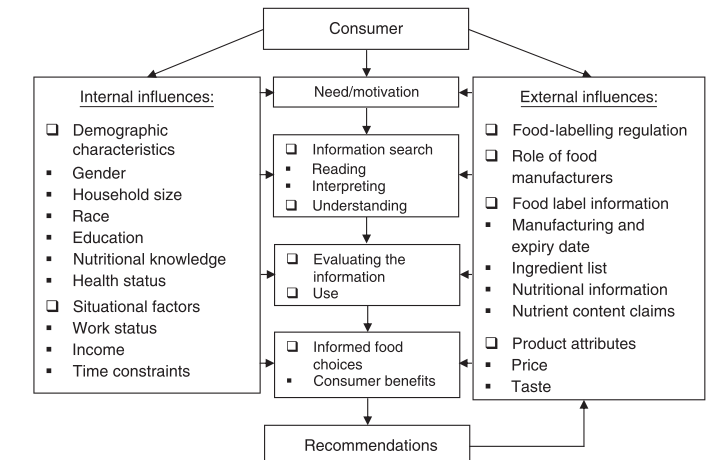 Consumer
Internal influences:
❑ Demographic
characteristics
▪ Gender
▪ Household size
▪ Race
▪ Education
▪ Nutritional knowledge
▪ Health status
❑ Situational factors
▪ Work status
▪ Income
▪ Time constraints
Need/motivation
❑ Information search
▪ Reading
▪ Interpreting
❑ Understanding
❑ Evaluating the
information
❑ Use
❑ Informed food
choices
▪ Consumer benefits
Recommendations
External influences:
❑ Food-labelling regulation
❑ Role of food
manufacturers
❑ Food label information
▪ Manufacturing and
expiry date
▪ Ingredient list
▪ Nutritional information
▪ Nutrient content claims
❑ Product attributes
▪ Price
▪ Taste